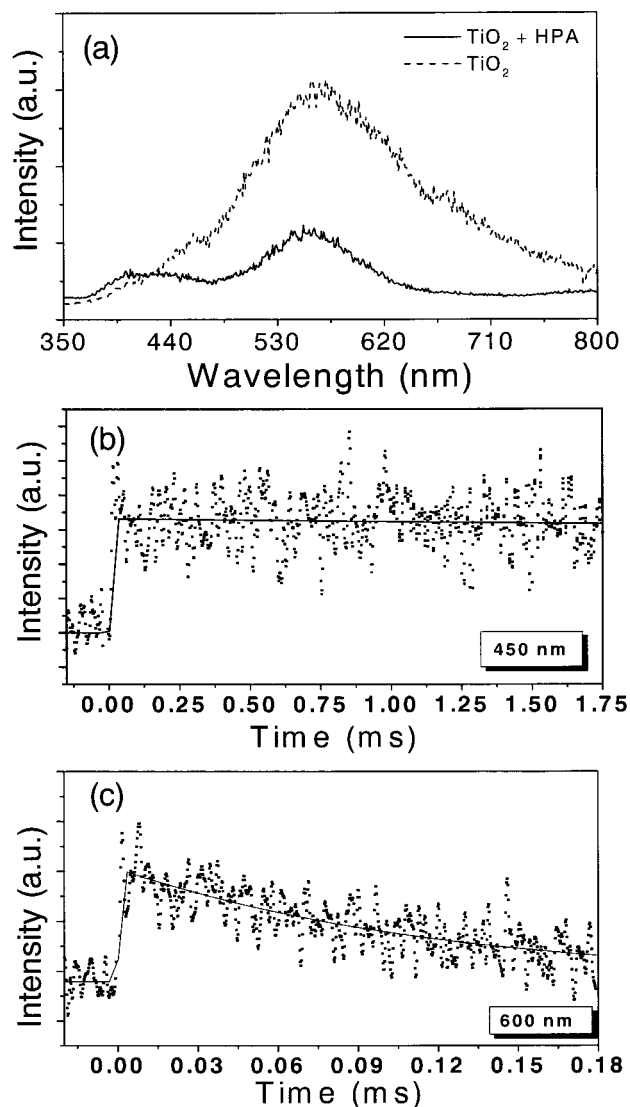 (a)
TiO₂ + HPA
TiO₂
Intensity (a.u.)
350 440 530 620 710 800
Wavelength (nm)
(b)
Intensity (a.u.)
450 nm
0.00 0.25 0.50 0.75 1.00 1.25 1.50 1.75
Time (ms)
(c)
Intensity (a.u.)
600 nm
0.00 0.03 0.06 0.09 0.12 0.15 0.18
Time (ms)